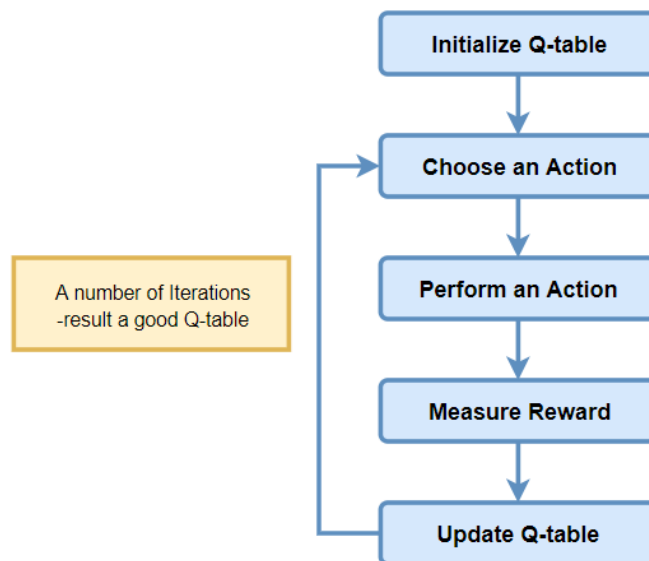 Initialize Q-table
Choose an Action
A number of Iterations
-result a good Q-table
Perform an Action
Measure Reward
Update Q-table